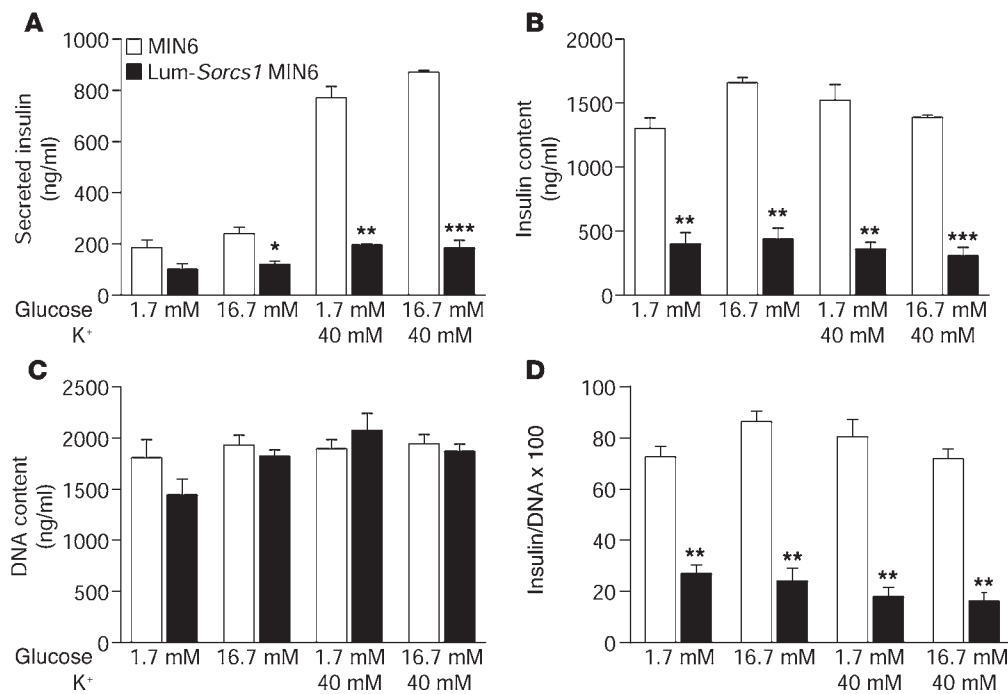 A
1000
800
600
400
200
0
Secreted insulin
(ng/ml)
MIN6
Lum-Sorcs1 MIN6
*
**
***
Glucose 1.7 mM 16.7 mM 1.7 mM 16.7 mM
K+ 40 mM 40 mM
B
2000
1500
1000
500
0
Insulin content
(ng/ml)
**
**
**
***
1.7 mM 16.7 mM 1.7 mM 16.7 mM
40 mM 40 mM
C
2500
2000
1500
1000
500
0
DNA content
(ng/ml)
Glucose 1.7 mM 16.7 mM 1.7 mM 16.7 mM
K+ 40 mM 40 mM
D
100
80
60
40
20
0
Insulin/DNA x 100
**
**
**
**
1.7 mM 16.7 mM 1.7 mM 16.7 mM
40 mM 40 mM